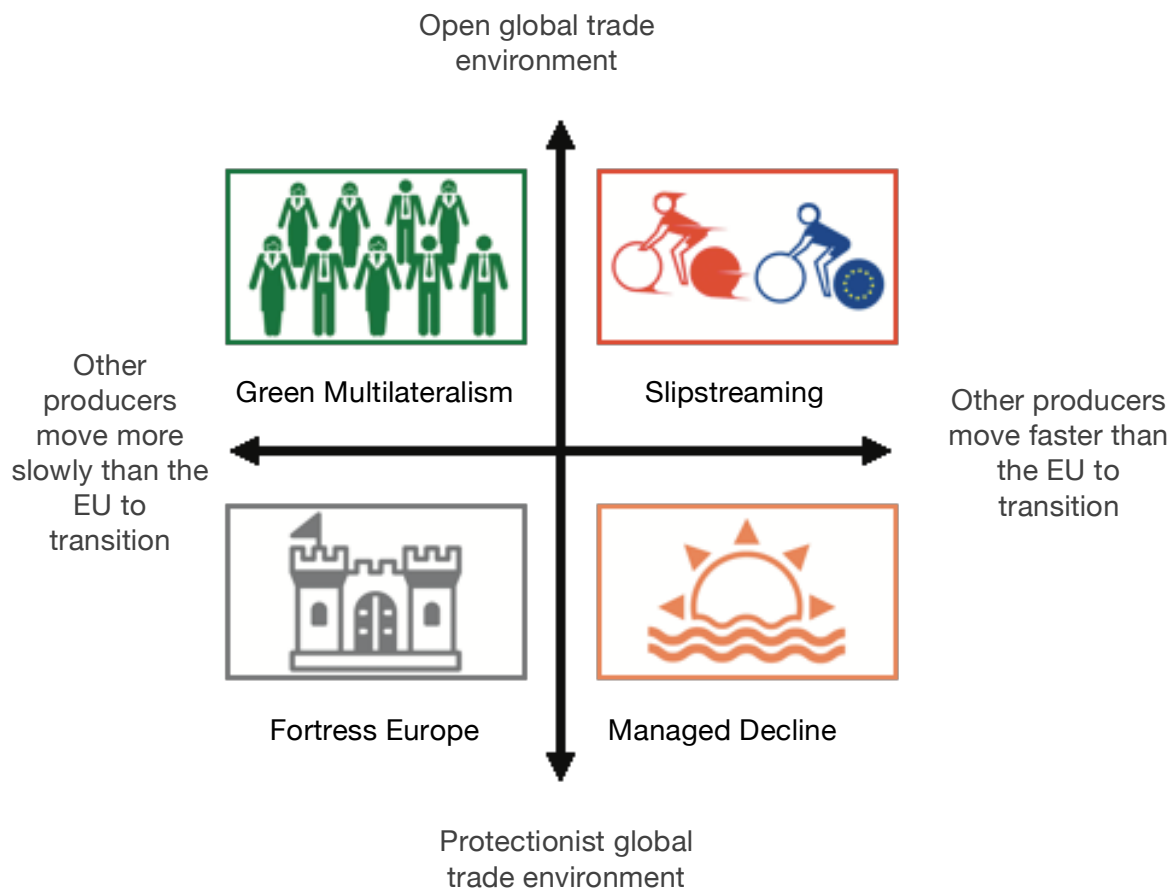 Open global trade
environment
Green Multilateralism
Slipstreaming
Other
producers
move more
slowly than the
EU to
transition
Other producers
move faster than
the EU to
transition
Fortress Europe
Managed Decline
Protectionist global
trade environment